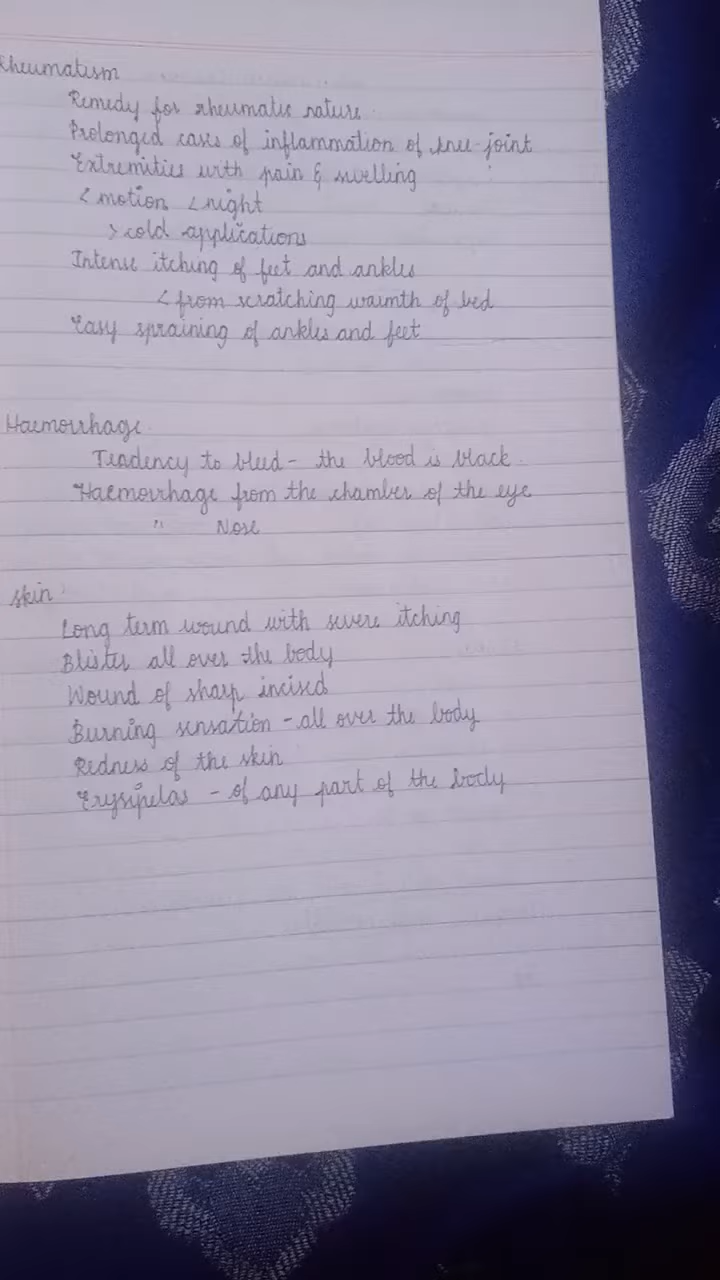 Rheumatism
Remedy for rheumatic nature
Prolonged cases of inflammation of knee-joint
Extremities with pain & swelling
< motion < night
> cold applications
Intense itching of feet and ankles
< from scratching warmth of bed
Easy spraining of ankles and feet
Haemorrhage
Tendency to bleed - the blood is black
Haemorrhage from the chamber of the eye
" Nose
Skin
Long term wound with severe itching
Blister all over the body
Wound of sharp incised
Burning sensation - all over the body
Redness of the skin
Erysipelas - of any part of the body